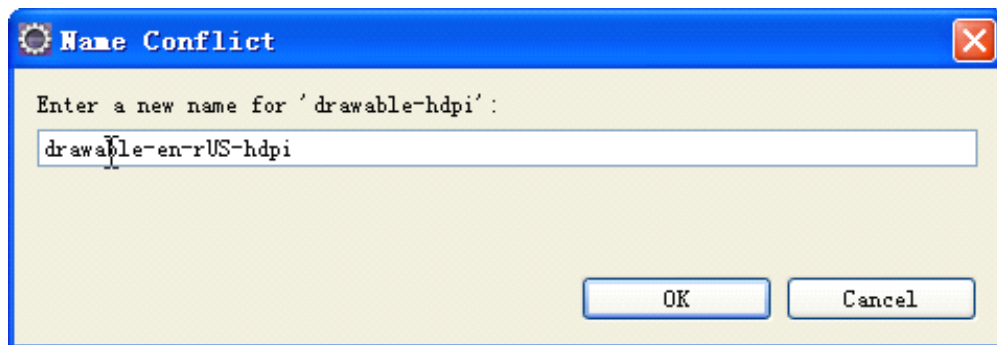 Name Conflict
Enter a new name for 'drawable-hdpi':
drawable-en-rUS-hdpi
OK Cancel